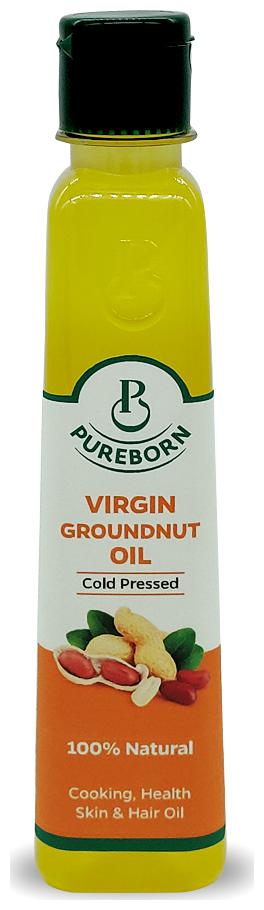 P
PUREBORN
VIRGIN
GROUNDNUT
OIL
Cold Pressed
100% Natural
Cooking, Health
Skin & Hair Oil